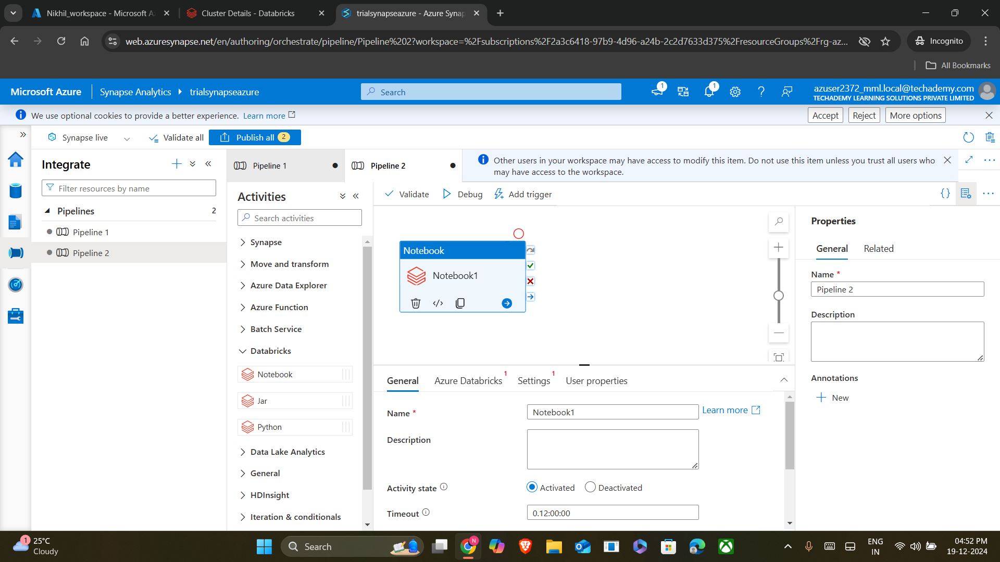 Nikhil_workspace - Microsoft Az
Cluster Details - Databricks
trialsynapseazure - Azure Synap
web.azuresynapse.net/en/authoring/orchestrate/pipeline/Pipeline%202?workspace=%2Fsubscriptions%2F2a3c6418-97b9-4d96-a24b-2c2d7633d375%2FresourceGroups%2Frg-az...
Incognito
All Bookmarks
Microsoft Azure
Synapse Analytics
trialsynapseazure
Search
1
1
azuser2372_mml.local@techademy.com
TECHADEMY LEARNING SOLUTIONS PRIVATE LIMITED
We use optional cookies to provide a better experience. Learn more
Accept
Reject
More options
Synapse live
Validate all
Publish all 2
Integrate
Filter resources by name
Pipelines
2
Pipeline 1
Pipeline 2
Pipeline 1
Pipeline 2
Other users in your workspace may have access to modify this item. Do not use this item unless you trust all users who
may have access to the workspace.
Activities
Search activities
Synapse
Move and transform
Azure Data Explorer
Azure Function
Batch Service
Databricks
Notebook
Jar
Python
Data Lake Analytics
General
HDInsight
Iteration & conditionals
Validate
Debug
Add trigger
Notebook
Notebook1
General
Azure Databricks 1
Settings 1
User properties
Name *
Notebook1
Learn more
Description
Activity state
Activated
Deactivated
Timeout
0.12:00:00
Properties
General
Related
Name *
Pipeline 2
Description
Annotations
New
1
25°C
Cloudy
Search
N
ENG
IN
04:52 PM
19-12-2024